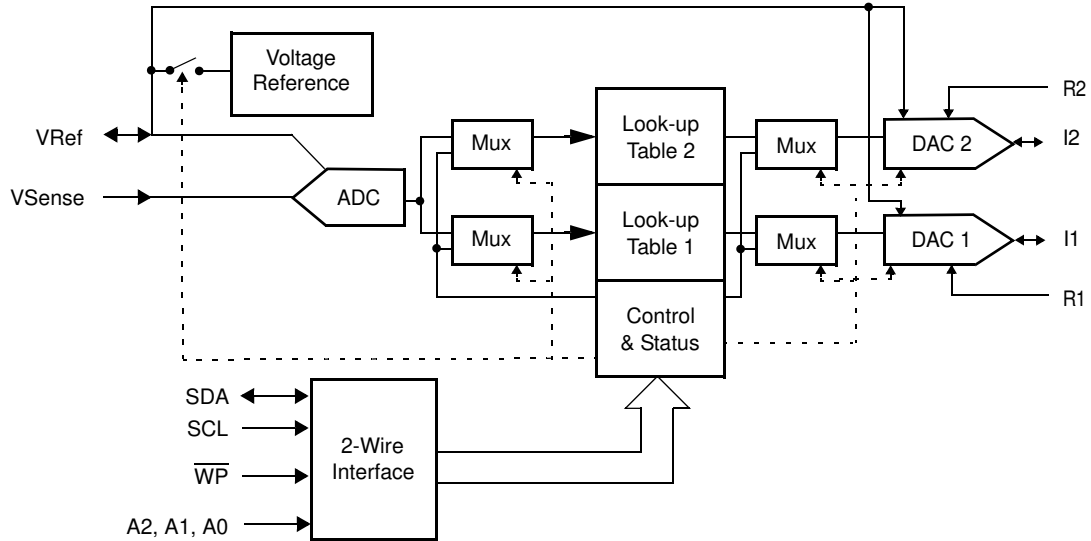 Voltage
Reference
VRef
VSense
ADC
Mux
Mux
Look-up
Table 2
Look-up
Table 1
Control
& Status
Mux
Mux
DAC 2
DAC 1
R2
I2
I1
R1
SDA
SCL
W̅P̅
A2, A1, A0
2-Wire
Interface